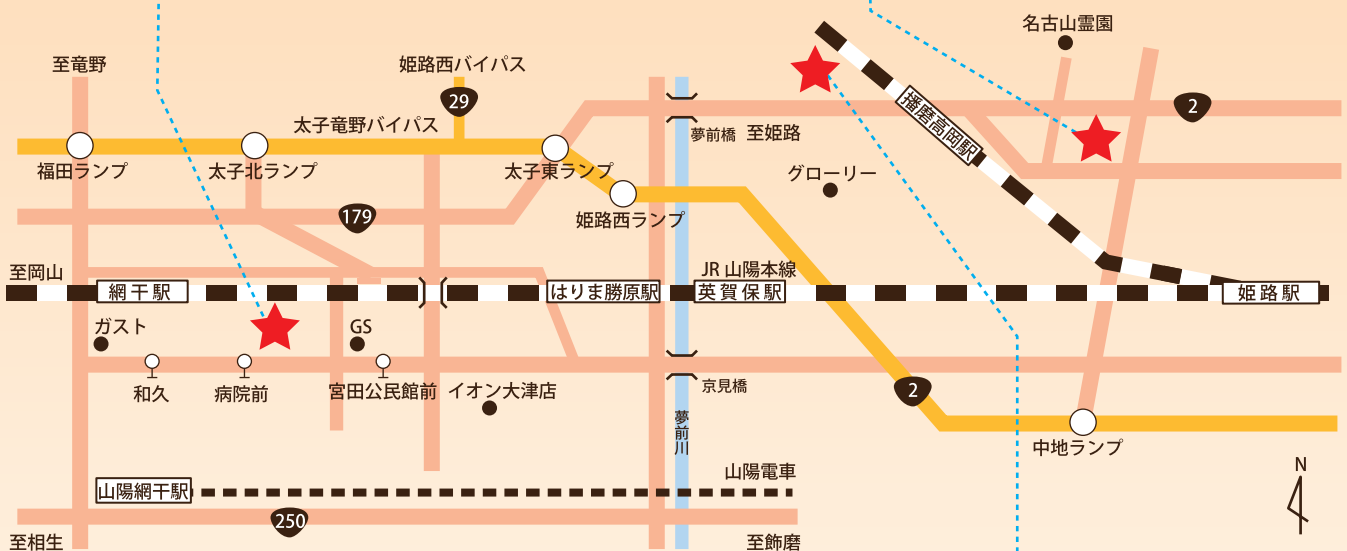 名古山霊園
至竜野
姫路西バイパス
29
2
太子竜野バイパス
夢前橋
至姫路
播磨高岡駅
福田ランプ
太子北ランプ
太子東ランプ
グローリー
姫路西ランプ
179
至岡山
JR山陽本線
網干駅
はりま勝原駅
英賀保駅
姫路駅
ガスト
GS
和久
病院前
宮田公民館前
イオン大津店
京見橋
2
夢前川
中地ランプ
N
山陽電車
山陽網干駅
250
至相生
至飾磨